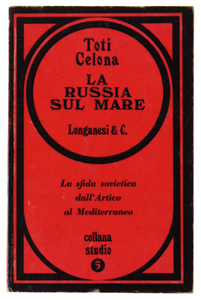 Toti
Celona
LA
RUSSIA
SUL MARE
Longanesi & C.
La sfida sovietica
dall'Artico
al Mediterraneo
collana
studio
5